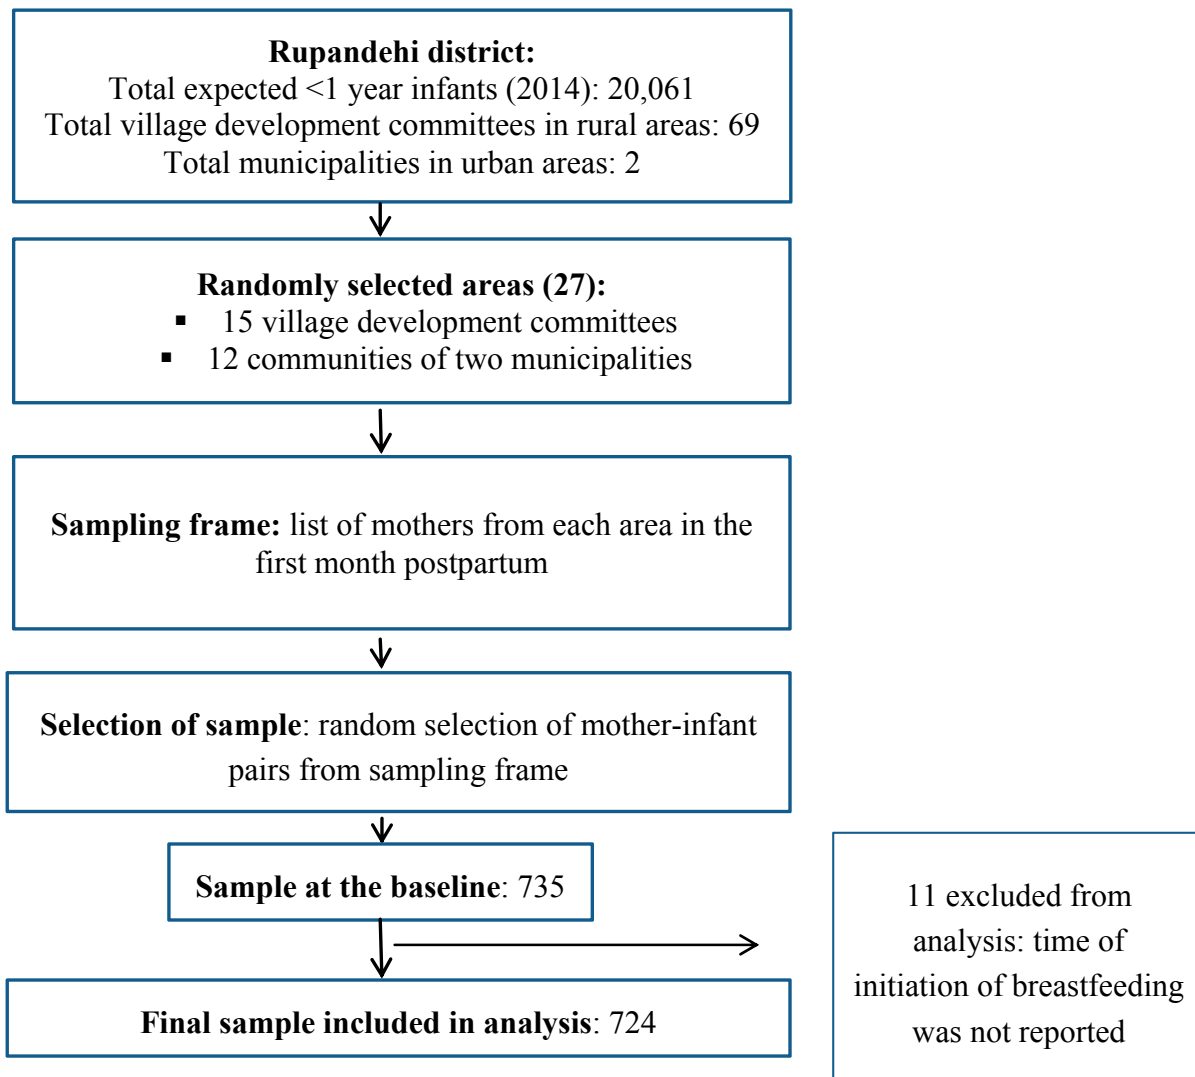 Rupandehi district:
Total expected <1 year infants (2014): 20,061
Total village development committees in rural areas: 69
Total municipalities in urban areas: 2
Randomly selected areas (27):
▪ 15 village development committees
▪ 12 communities of two municipalities
Sampling frame: list of mothers from each area in the
first month postpartum
Selection of sample: random selection of mother-infant
pairs from sampling frame
Sample at the baseline: 735
11 excluded from
analysis: time of
initiation of breastfeeding
was not reported
Final sample included in analysis: 724